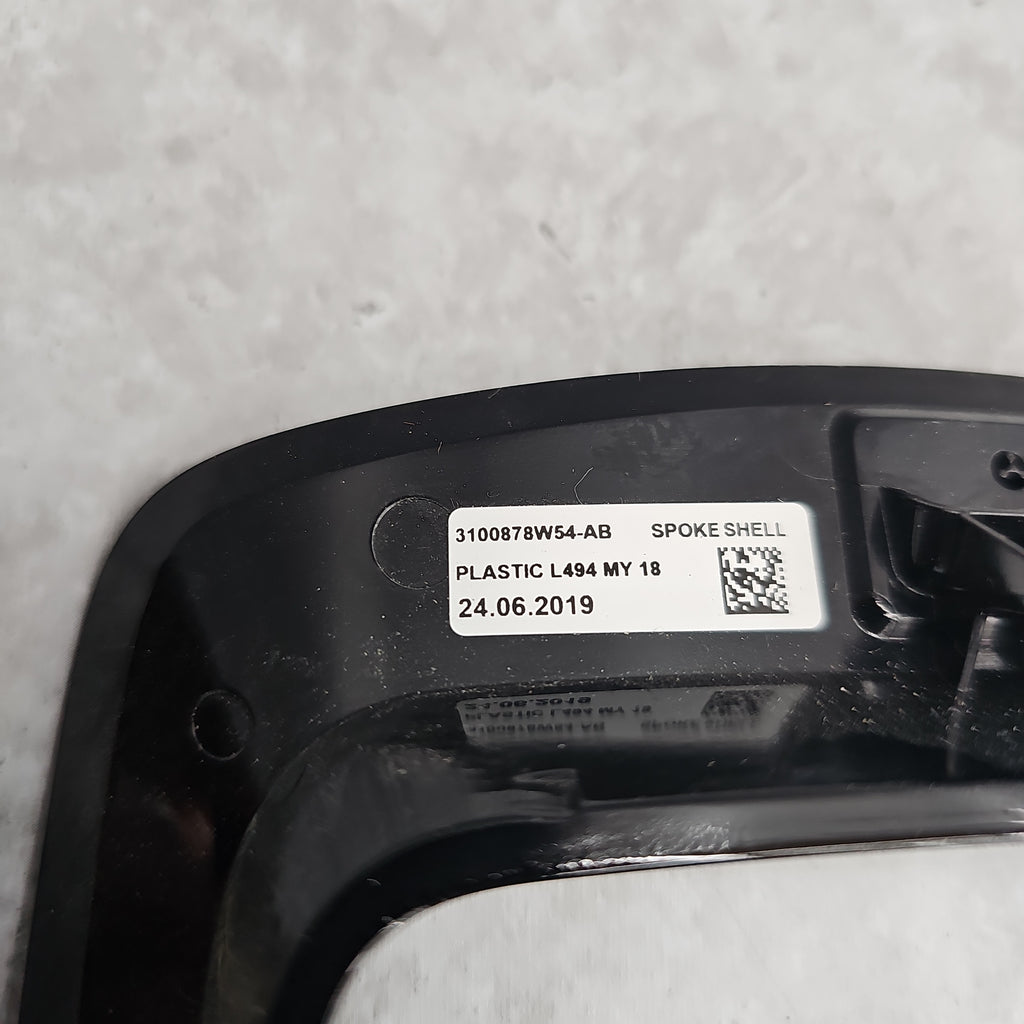 3100878W54-AB SPOKE SHELL
PLASTIC L494 MY 18
24.06.2019